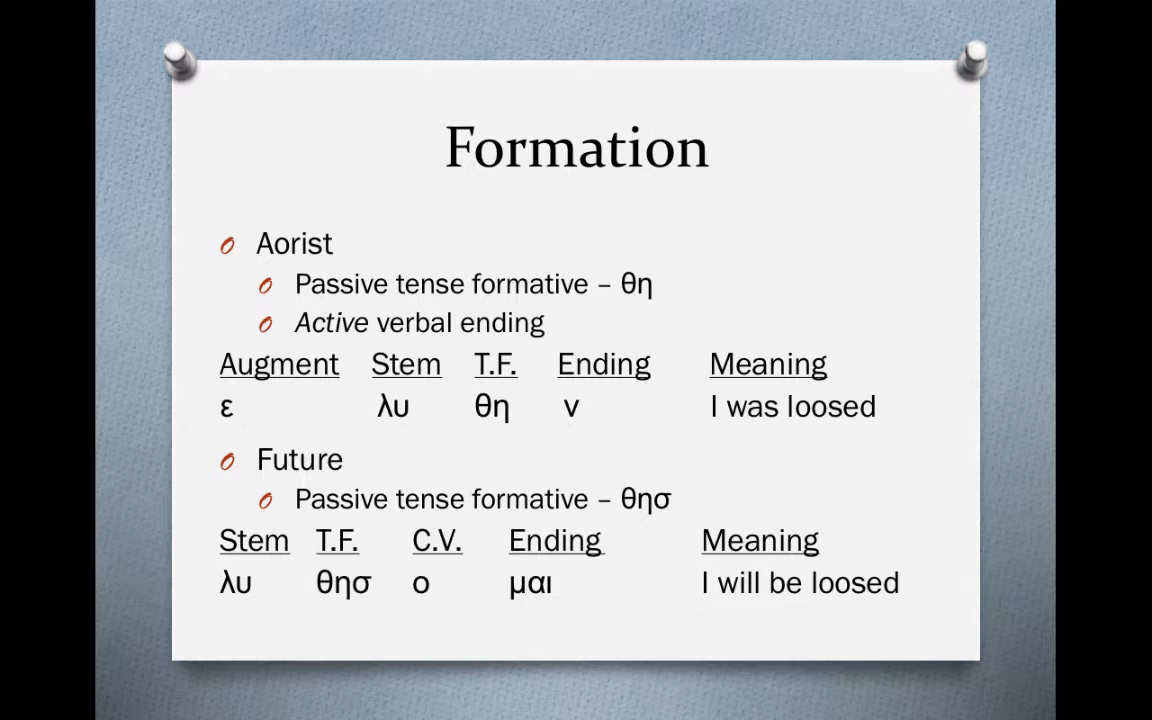 Formation
Aorist
Passive tense formative – θη
Active verbal ending
Augment Stem T.F. Ending Meaning
ε λυ θη ν I was loosed
Future
Passive tense formative – θησ
Stem T.F. C.V. Ending Meaning
λυ θησ ο μαι I will be loosed